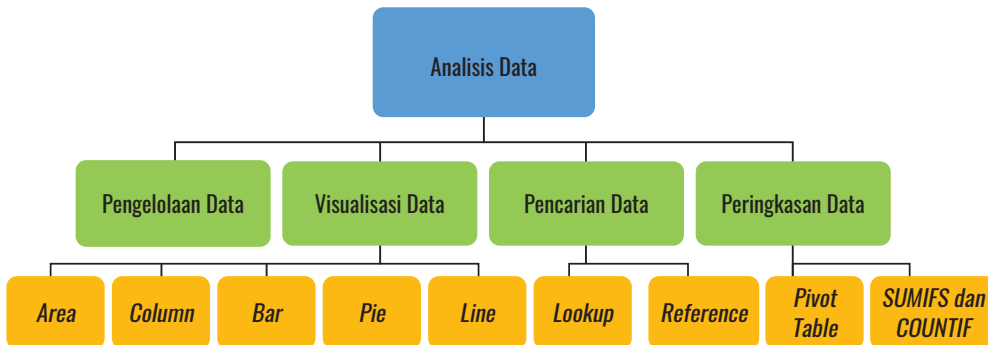 Analisis Data
Pengelolaan Data
Visualisasi Data
Pencarian Data
Peringkasan Data
Area
Column
Bar
Pie
Line
Lookup
Reference
Pivot
Table
SUMIFS dan
COUNTIF